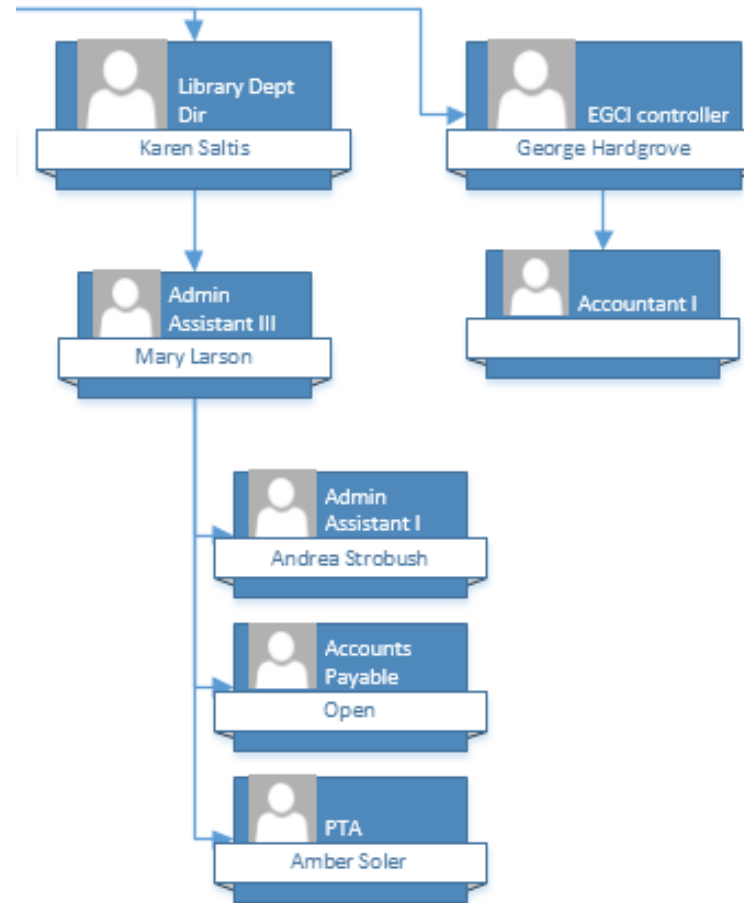 Library Dept
Dir
Karen Saltis
EGCI controller
George Hardgrove
Admin
Assistant III
Mary Larson
Accountant I
Admin
Assistant I
Andrea Strobush
Accounts
Payable
Open
PTA
Amber Soler